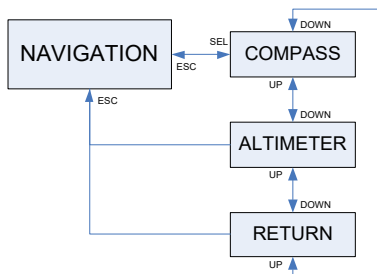 DOWN
SEL
NAVIGATION
COMPASS
ESC
ESC
UP
DOWN
ALTIMETER
UP
DOWN
RETURN
UP